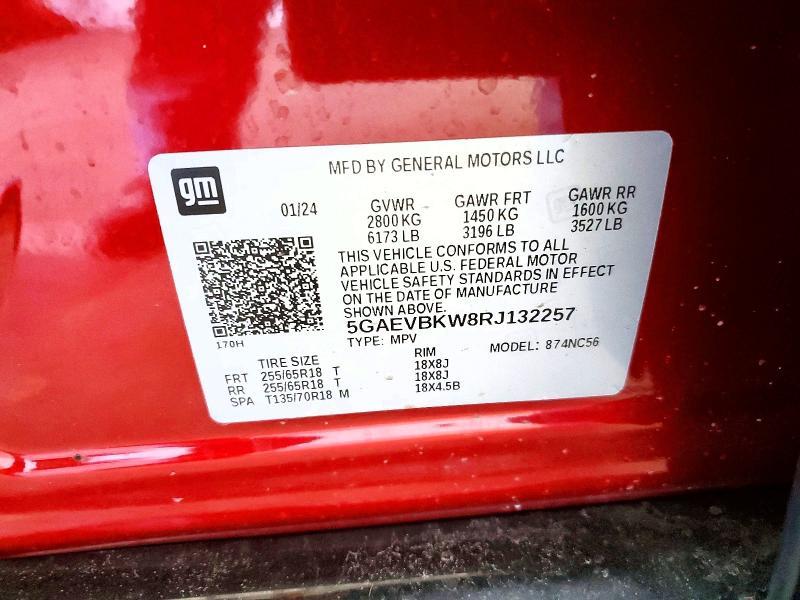 gm
MFD BY GENERAL MOTORS LLC
01/24
GVWR GAWR FRT GAWR RR
2800 KG 1450 KG 1600 KG
6173 LB 3196 LB 3527 LB
THIS VEHICLE CONFORMS TO ALL
APPLICABLE U.S. FEDERAL MOTOR
VEHICLE SAFETY STANDARDS IN EFFECT
ON THE DATE OF MANUFACTURE
SHOWN ABOVE.
5GAEVBKW8RJ132257
170H
TYPE: MPV MODEL: 874NC56
TIRE SIZE RIM
FRT 255/65R18 T 18X8J
RR 255/65R18 T 18X8J
SPA T135/70R18 M 18X4.5B